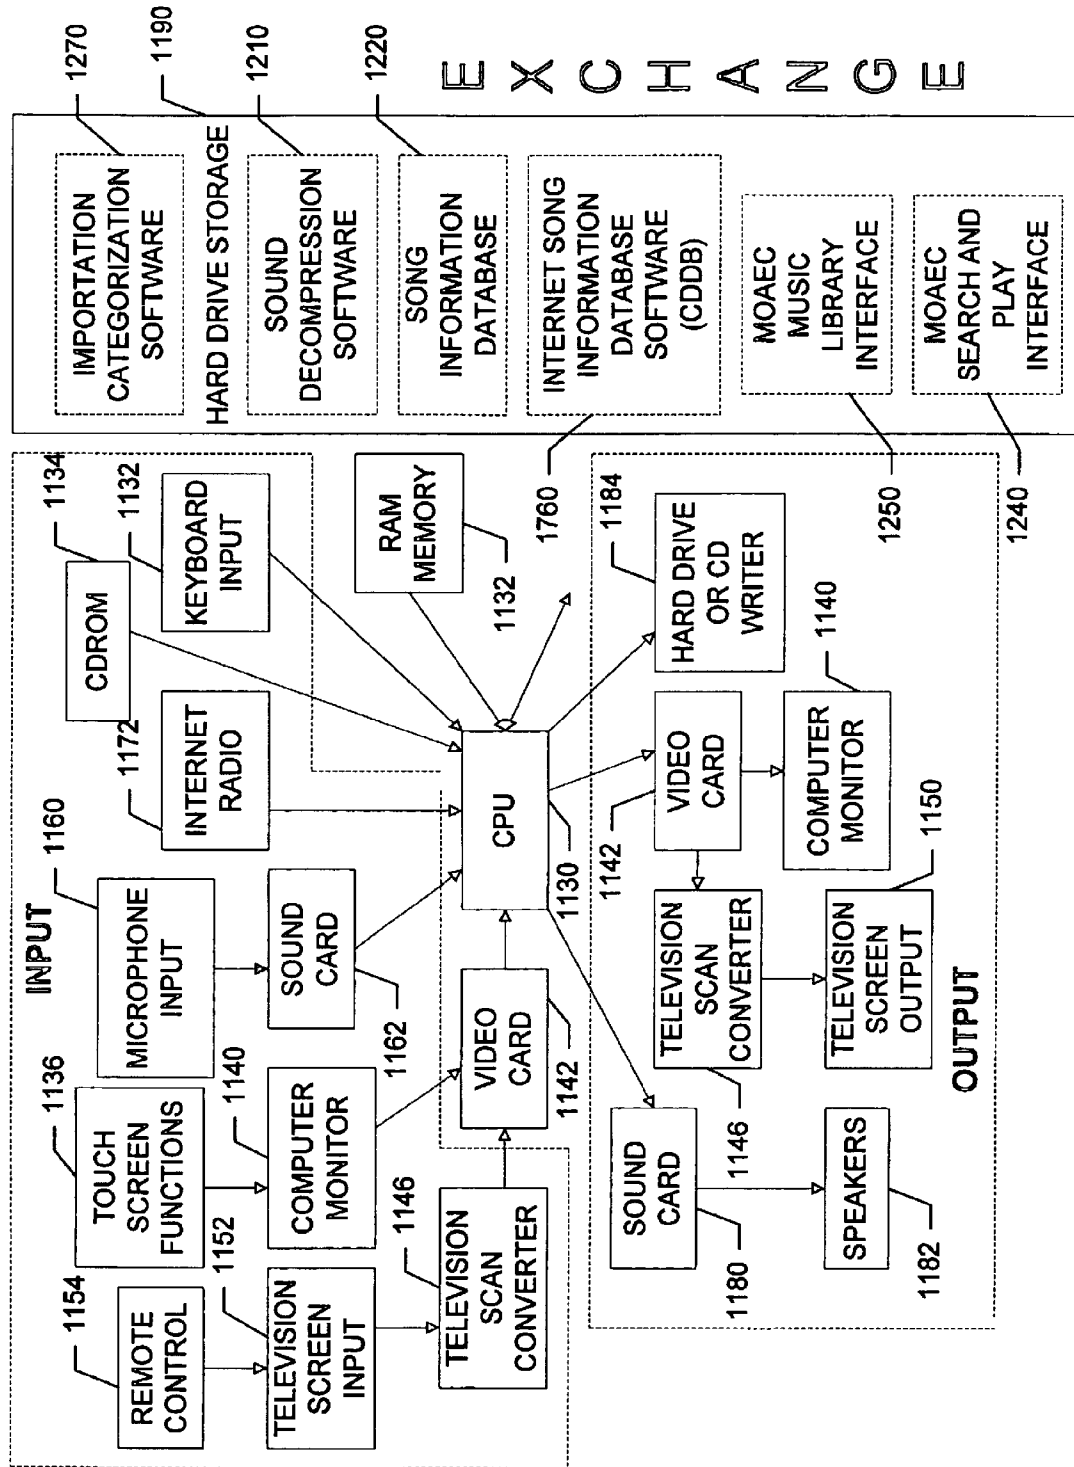 INPUT
1154
REMOTE
CONTROL
1152
TELEVISION
SCREEN
INPUT
1146
TELEVISION
SCAN
CONVERTER
1136
TOUCH
SCREEN
FUNCTIONS
1140
COMPUTER
MONITOR
VIDEO
CARD
1142
1160
MICROPHONE
INPUT
SOUND
CARD
1162
1172
INTERNET
RADIO
CDROM
1134
KEYBOARD
INPUT
1132
RAM
MEMORY
1132
CPU
1130
SOUND
CARD
1180
SPEAKERS
1182
TELEVISION
SCAN
CONVERTER
1146
TELEVISION
SCREEN
OUTPUT
1150
VIDEO
CARD
1142
COMPUTER
MONITOR
1140
HARD DRIVE
OR CD
WRITER
1184
OUTPUT
IMPORTATION
CATEGORIZATION
SOFTWARE
1270
HARD DRIVE STORAGE
1190
SOUND
DECOMPRESSION
SOFTWARE
1210
SONG
INFORMATION
DATABASE
1220
INTERNET SONG
INFORMATION
DATABASE
SOFTWARE
(CDDB)
1760
MOAEC
MUSIC
LIBRARY
INTERFACE
1250
MOAEC
SEARCH AND
PLAY
INTERFACE
1240
EXCHANGE